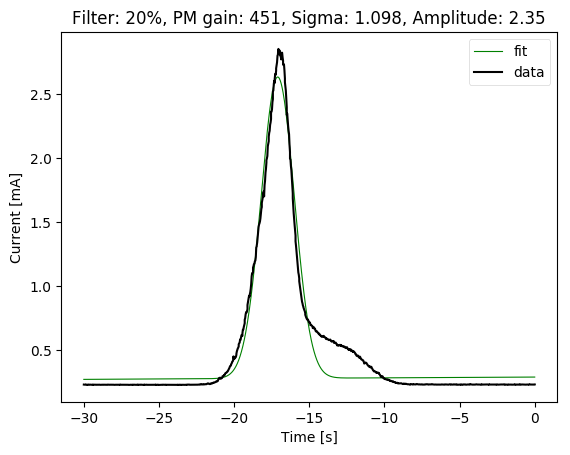 Filter: 20%, PM gain: 451, Sigma: 1.098, Amplitude: 2.35
fit
data
Current [mA]
2.5
2.0
1.5
1.0
0.5
−30 −25 −20 −15 −10 −5 0
Time [s]